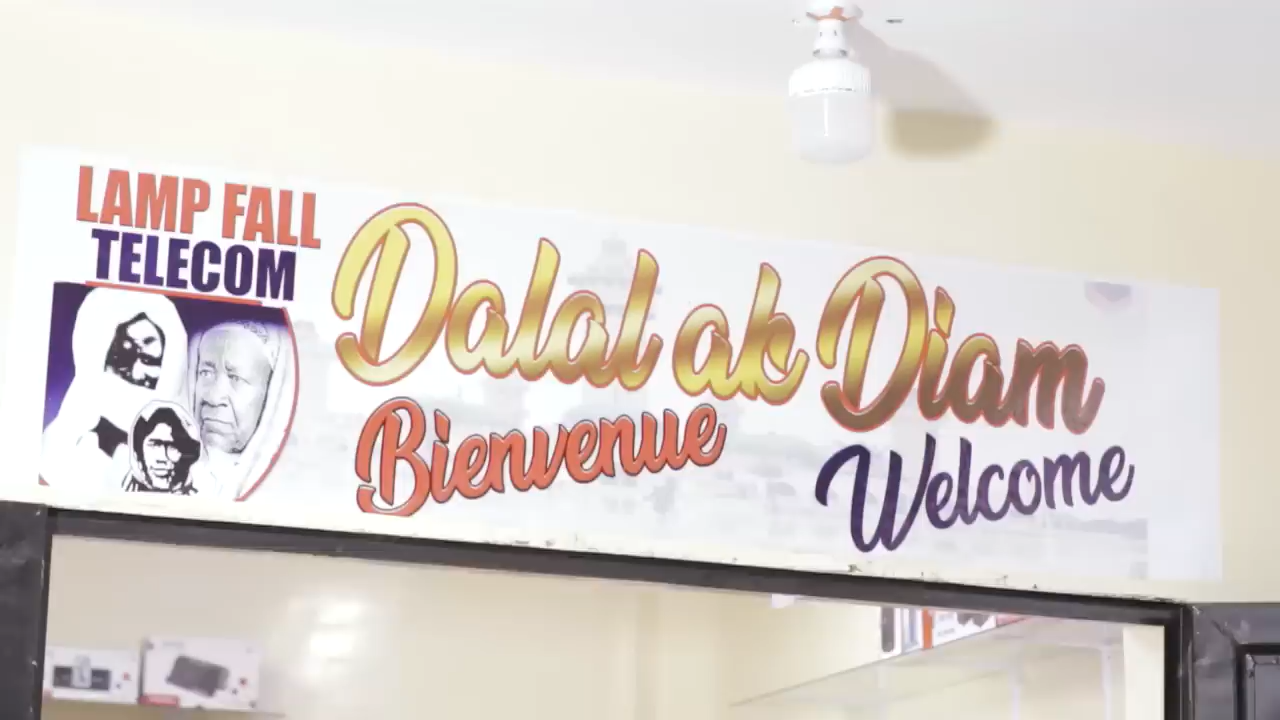 LAMP FALL
TELECOM
Dalal ak Diam
Bienvenue
Welcome